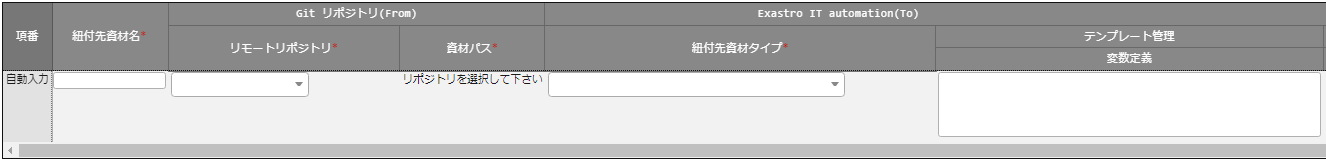 項番
紐付先資材名*
Git リポジトリ(From)
リモートリポジトリ*
資材パス*
Exastro IT automation(To)
紐付先資材タイプ*
テンプレート管理
変数定義
自動入力
リポジトリを選択して下さい